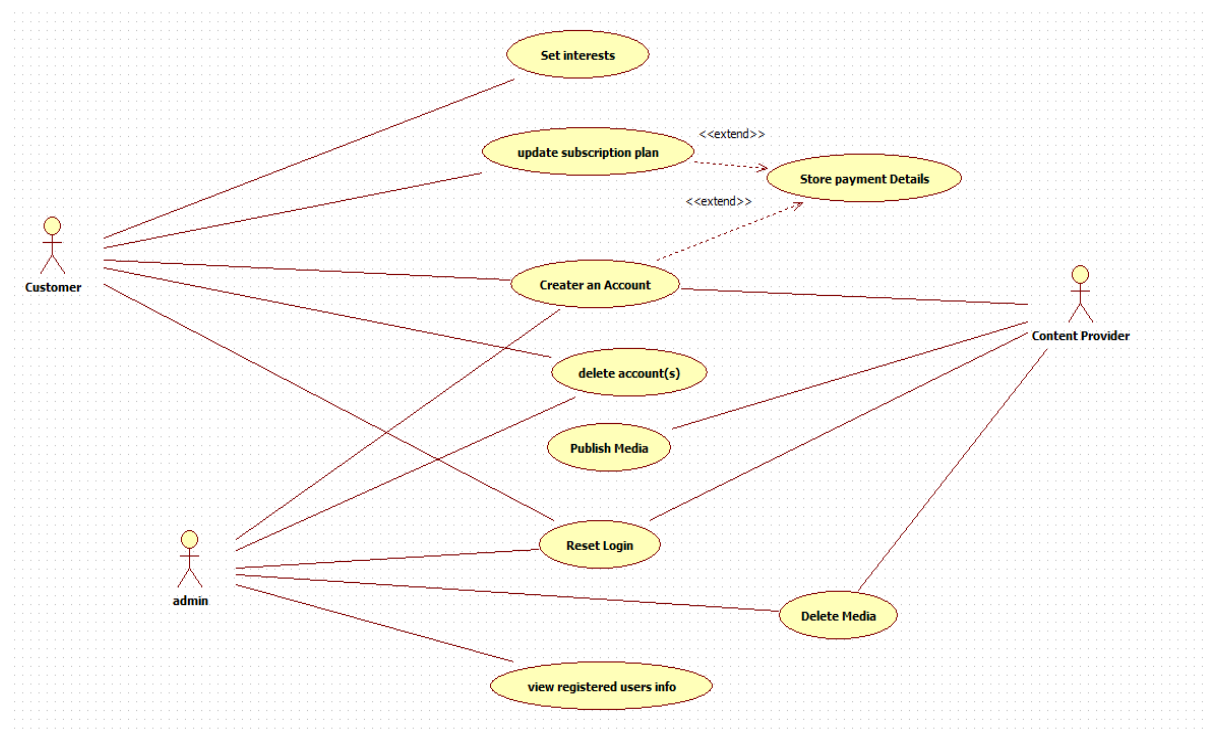 Set interests
<<extend>>
update subscription plan
Store payment Details
<<extend>>
Customer
Creater an Account
Content Provider
delete account(s)
Publish Media
Reset Login
admin
Delete Media
view registered users info